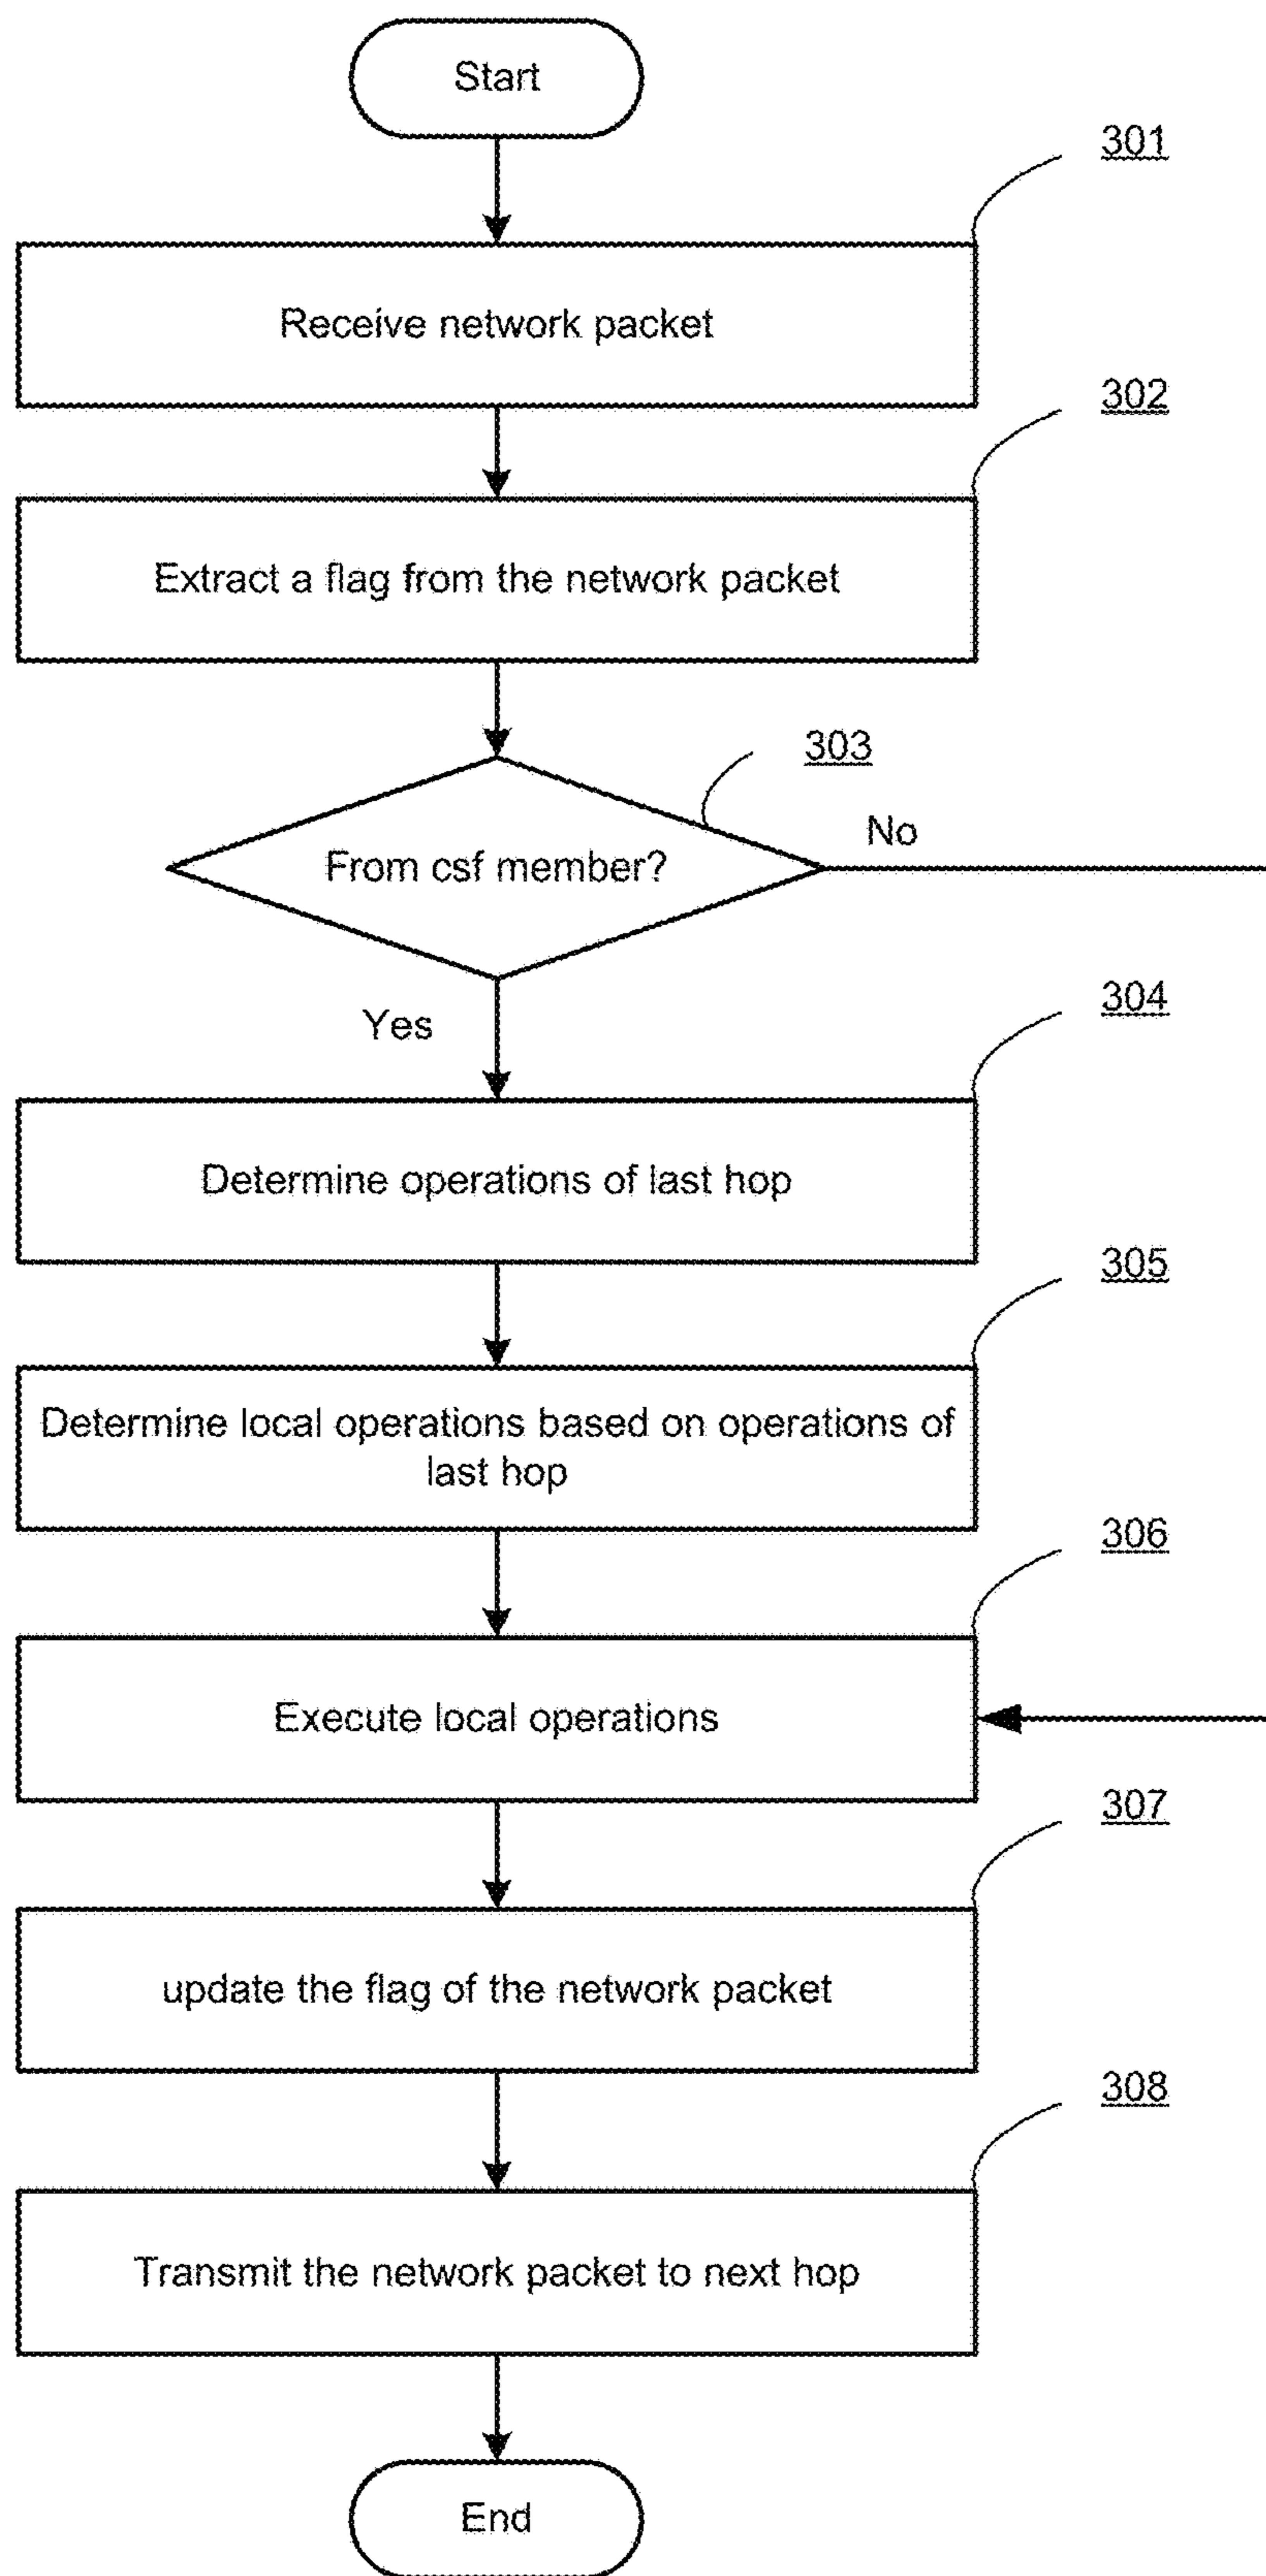 Start
301
Receive network packet
302
Extract a flag from the network packet
303
From csf member?
No
Yes
304
Determine operations of last hop
305
Determine local operations based on operations of
last hop
306
Execute local operations
307
update the flag of the network packet
308
Transmit the network packet to next hop
End